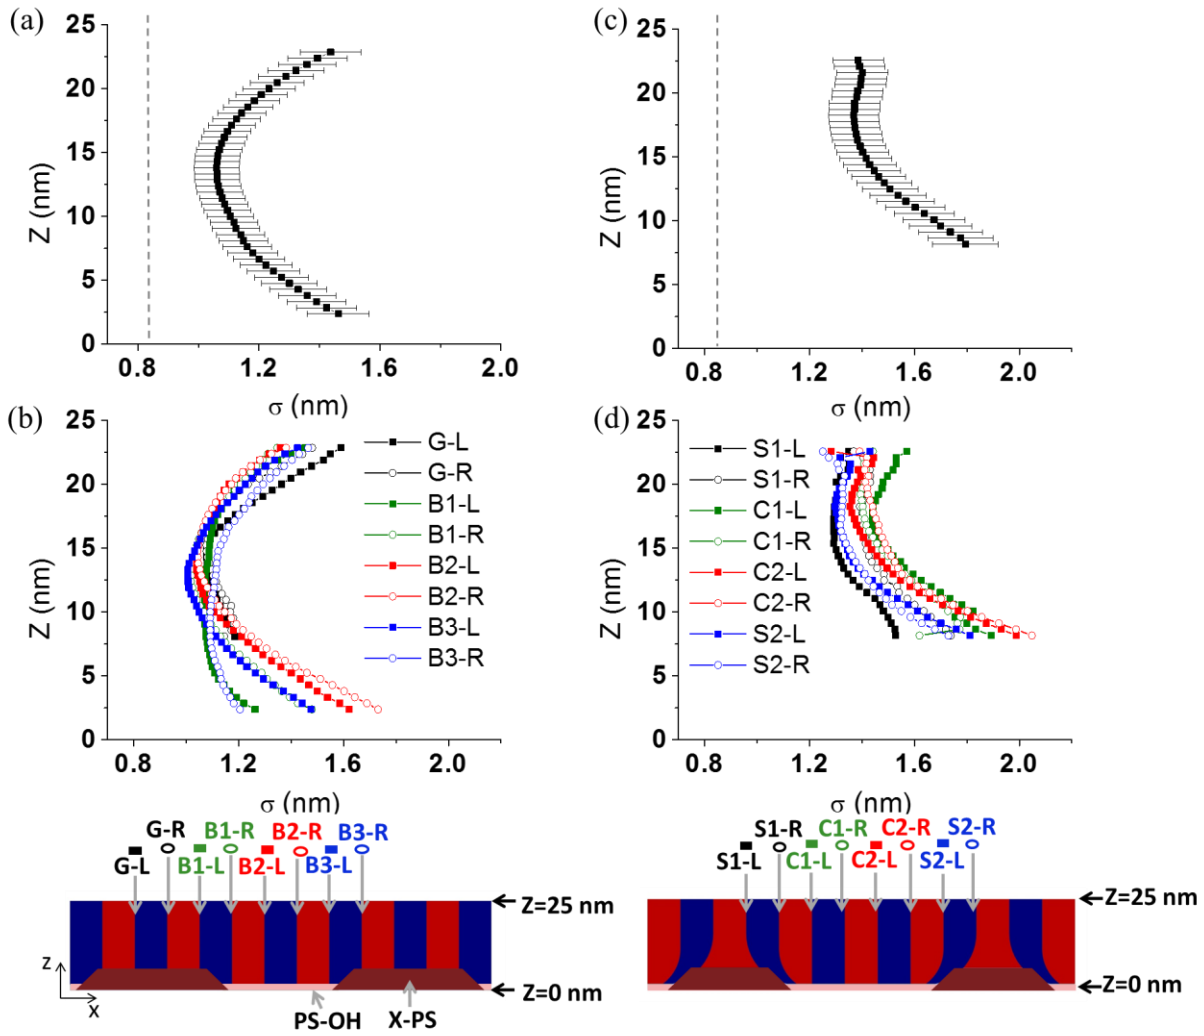 (a)
25
20
15
10
5
0
Z (nm)
0.8
1.2
1.6
2.0
σ (nm)
(c)
25
20
15
10
5
0
Z (nm)
0.8
1.2
1.6
2.0
σ (nm)
(b)
25
20
15
10
5
0
Z (nm)
0.8
1.2
1.6
2.0
σ (nm)
G-L
G-R
B1-L
B1-R
B2-L
B2-R
B3-L
B3-R
(d)
25
20
15
10
5
0
Z (nm)
0.8
1.2
1.6
2.0
σ (nm)
S1-L
S1-R
C1-L
C1-R
C2-L
C2-R
S2-L
S2-R
G-R B1-R B2-R B3-R
G-L B1-L B2-L B3-L
Z=25 nm
Z=0 nm
z
x
PS-OH X-PS
S1-R C1-R C2-R S2-R
S1-L C1-L C2-L S2-L
Z=25 nm
Z=0 nm